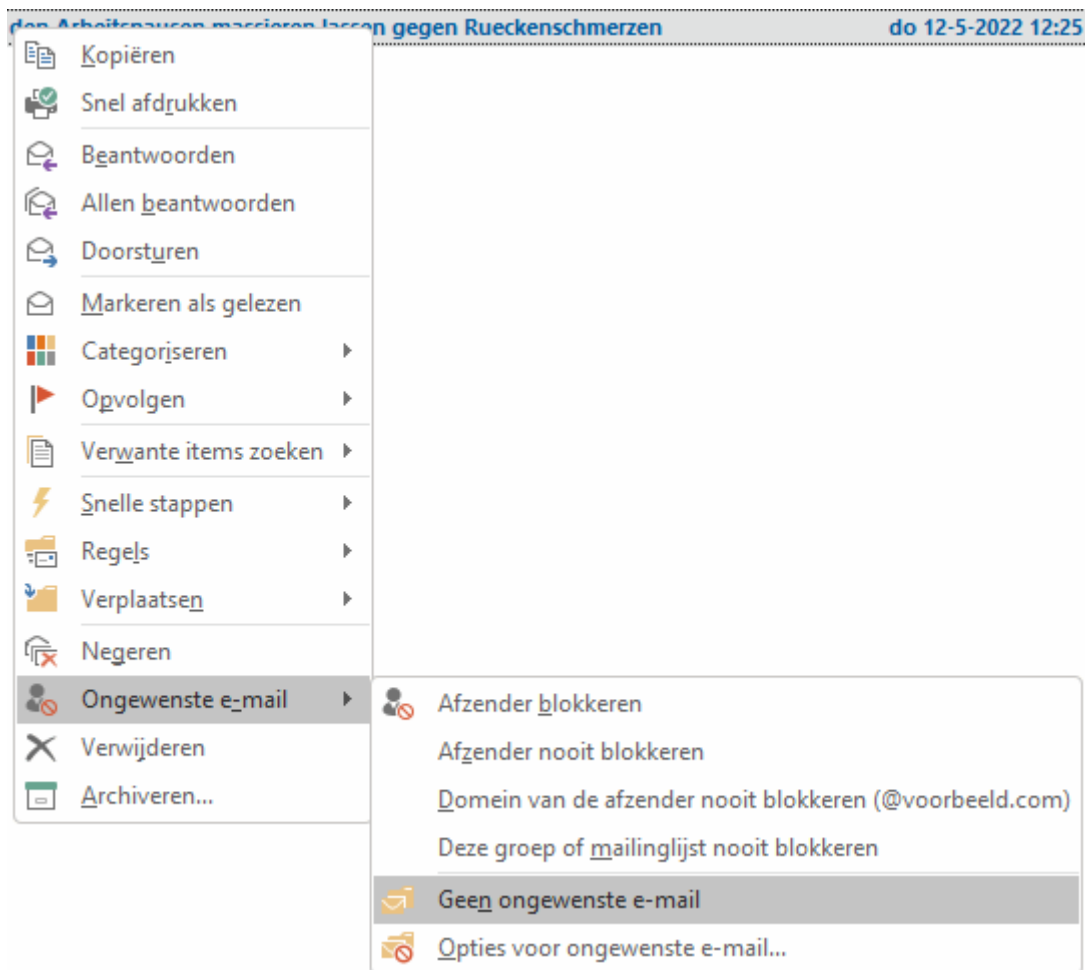 den Arbeitspausen massieren lassen gegen Rueckenschmerzen do 12-5-2022 12:25
Kopiëren
Snel afdrukken
Beantwoorden
Allen beantwoorden
Doorsturen
Markeren als gelezen
Categoriseren
Opvolgen
Verwante items zoeken
Snelle stappen
Regels
Verplaatsen
Negeren
Ongewenste e-mail
Verwijderen
Archiveren...
Afzender blokkeren
Afzender nooit blokkeren
Domein van de afzender nooit blokkeren (@voorbeeld.com)
Deze groep of mailinglijst nooit blokkeren
Geen ongewenste e-mail
Opties voor ongewenste e-mail...